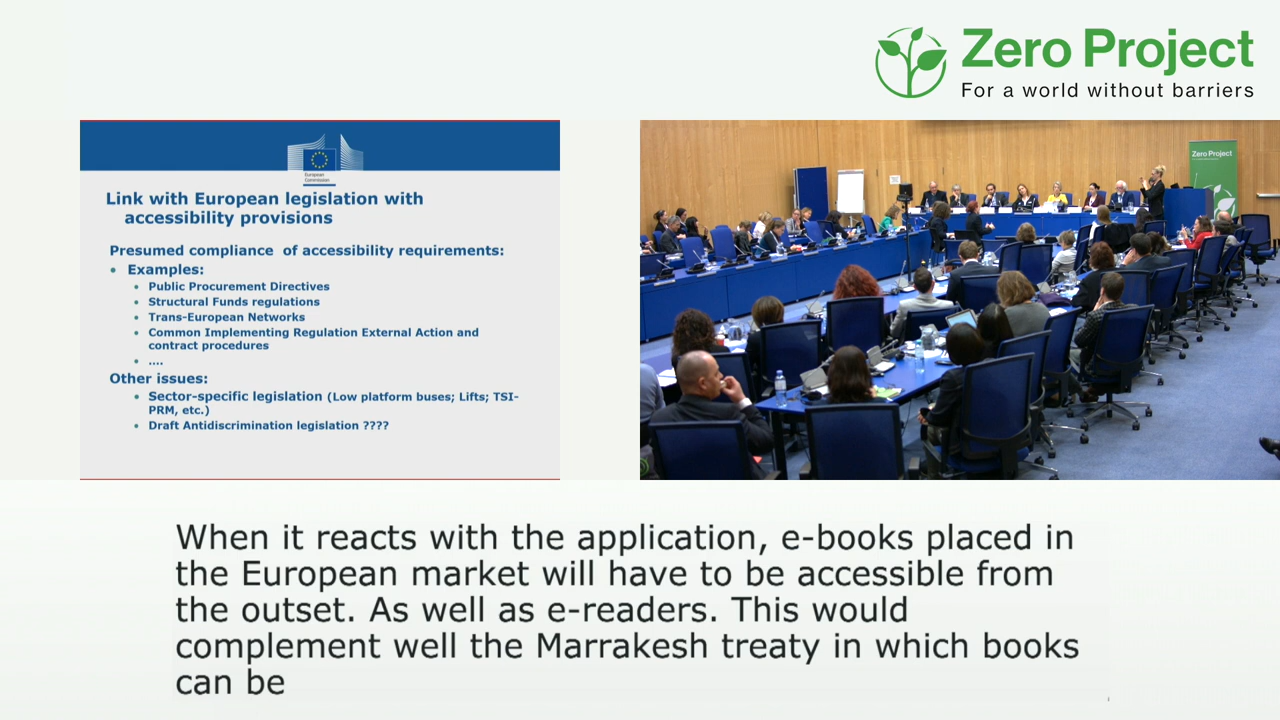 Zero Project
For a world without barriers
European
Commission
Link with European legislation with
accessibility provisions
Presumed compliance of accessibility requirements:
• Examples:
• Public Procurement Directives
• Structural Funds regulations
• Trans-European Networks
• Common Implementing Regulation External Action and
contract procedures
• ....
Other issues:
• Sector-specific legislation (Low platform buses; Lifts; TSI-
PRM, etc.)
• Draft Antidiscrimination legislation ????
Zero Project
When it reacts with the application, e-books placed in
the European market will have to be accessible from
the outset. As well as e-readers. This would
complement well the Marrakesh treaty in which books
can be